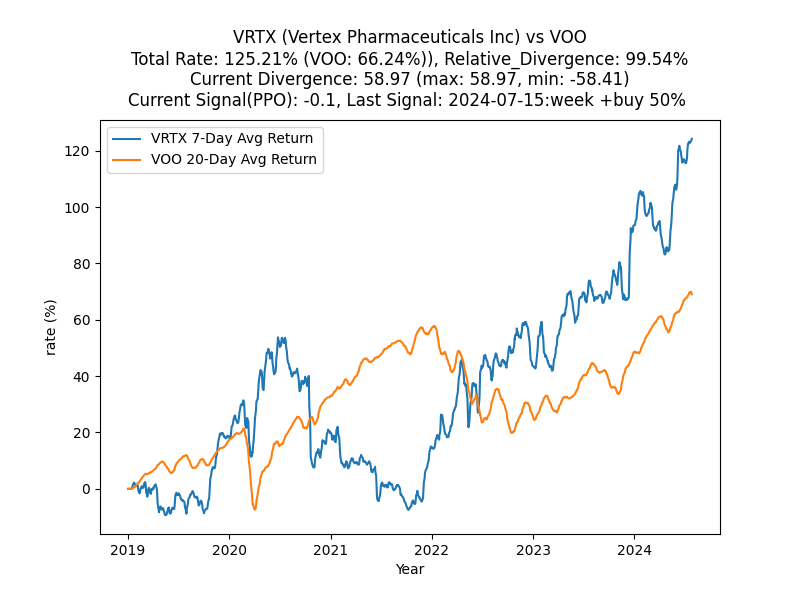 VRTX (Vertex Pharmaceuticals Inc) vs VOO
Total Rate: 125.21% (VOO: 66.24%)), Relative_Divergence: 99.54%
Current Divergence: 58.97 (max: 58.97, min: -58.41)
Current Signal(PPO): -0.1, Last Signal: 2024-07-15:week +buy 50%
VRTX 7-Day Avg Return
VOO 20-Day Avg Return
120
100
80
60
40
20
0
rate (%)
2019 2020 2021 2022 2023 2024
Year